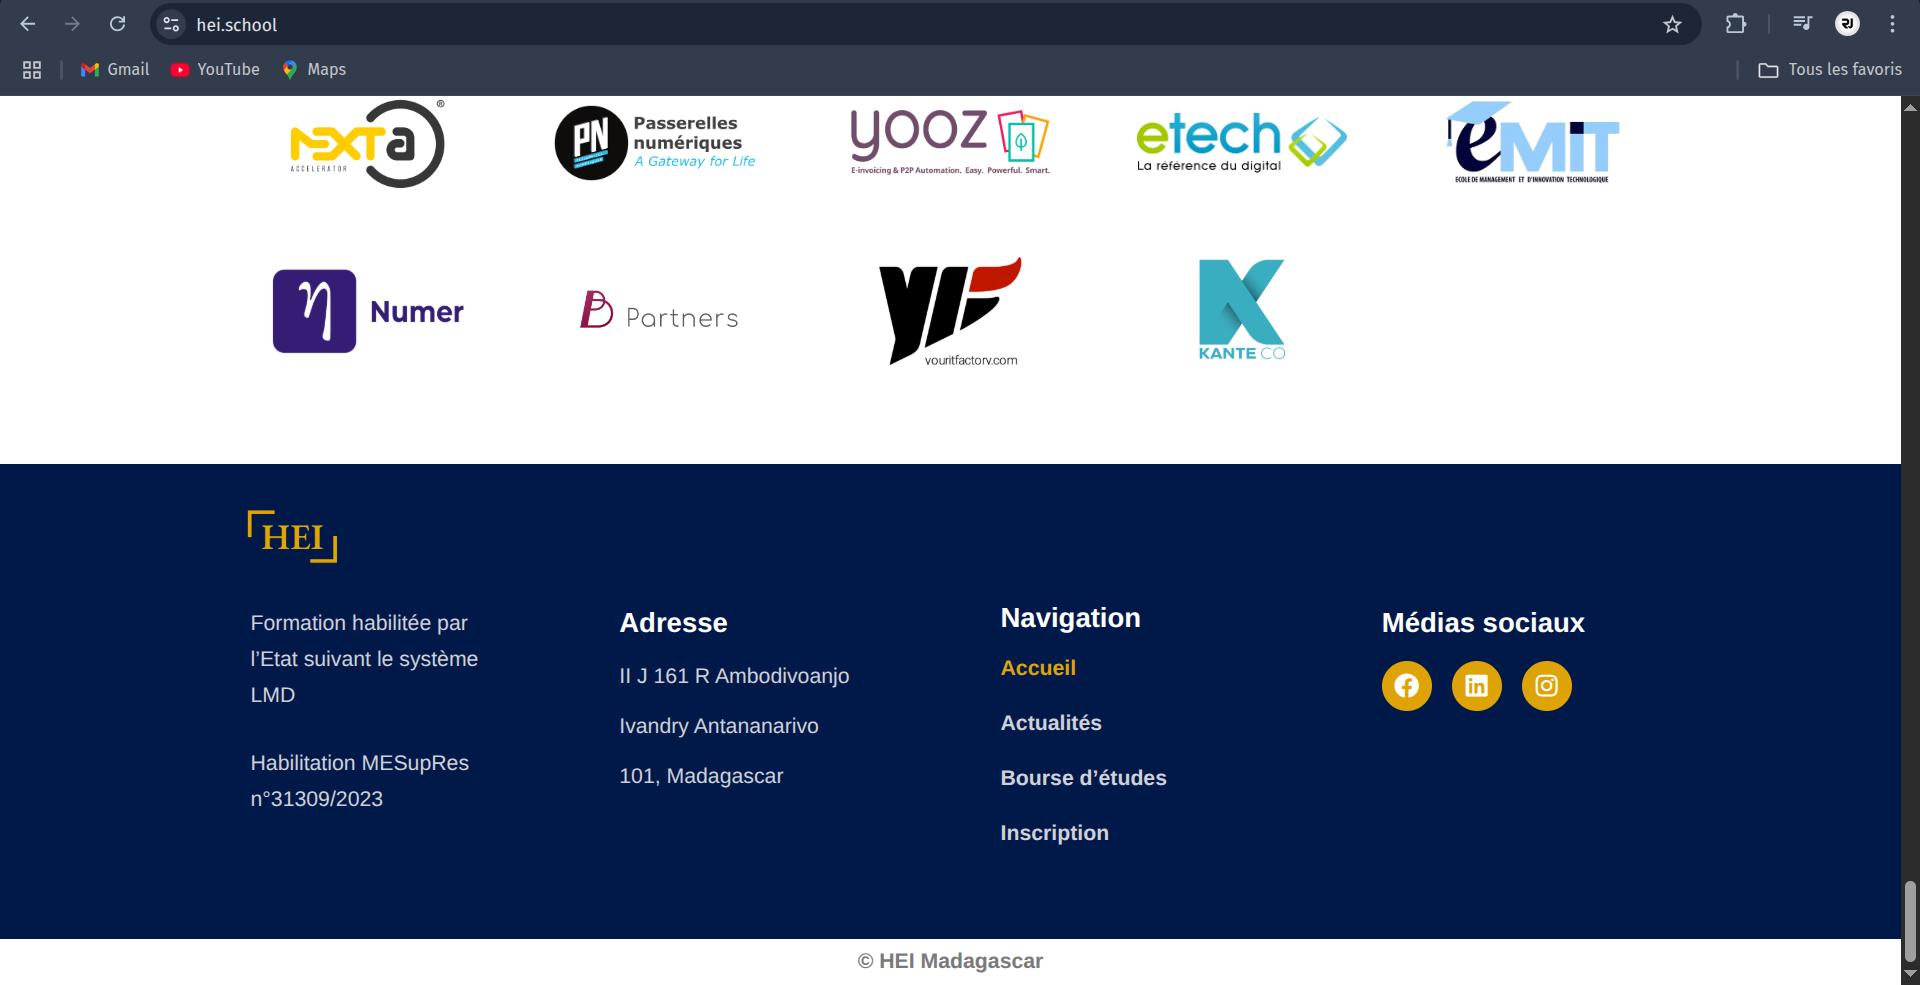 hei.school
Gmail
YouTube
Maps
Tous les favoris
NEXTA
ACCELERATOR
®
PN
Passerelles
numériques
A Gateway for Life
yooz
E-invoicing & P2P Automation. Easy. Powerful. Smart.
etech
La référence du digital
eMiT
ECOLE DE MANAGEMENT ET D'INNOVATION TECHNOLOGIQUE
η
Numer
B Partners
YIF
youritfactory.com
K
KANTE CO
HEI
Formation habilitée par
l’Etat suivant le système
LMD
Habilitation MESupRes
n°31309/2023
Adresse
II J 161 R Ambodivoanjo
Ivandry Antananarivo
101, Madagascar
Navigation
Accueil
Actualités
Bourse d’études
Inscription
Médias sociaux
© HEI Madagascar